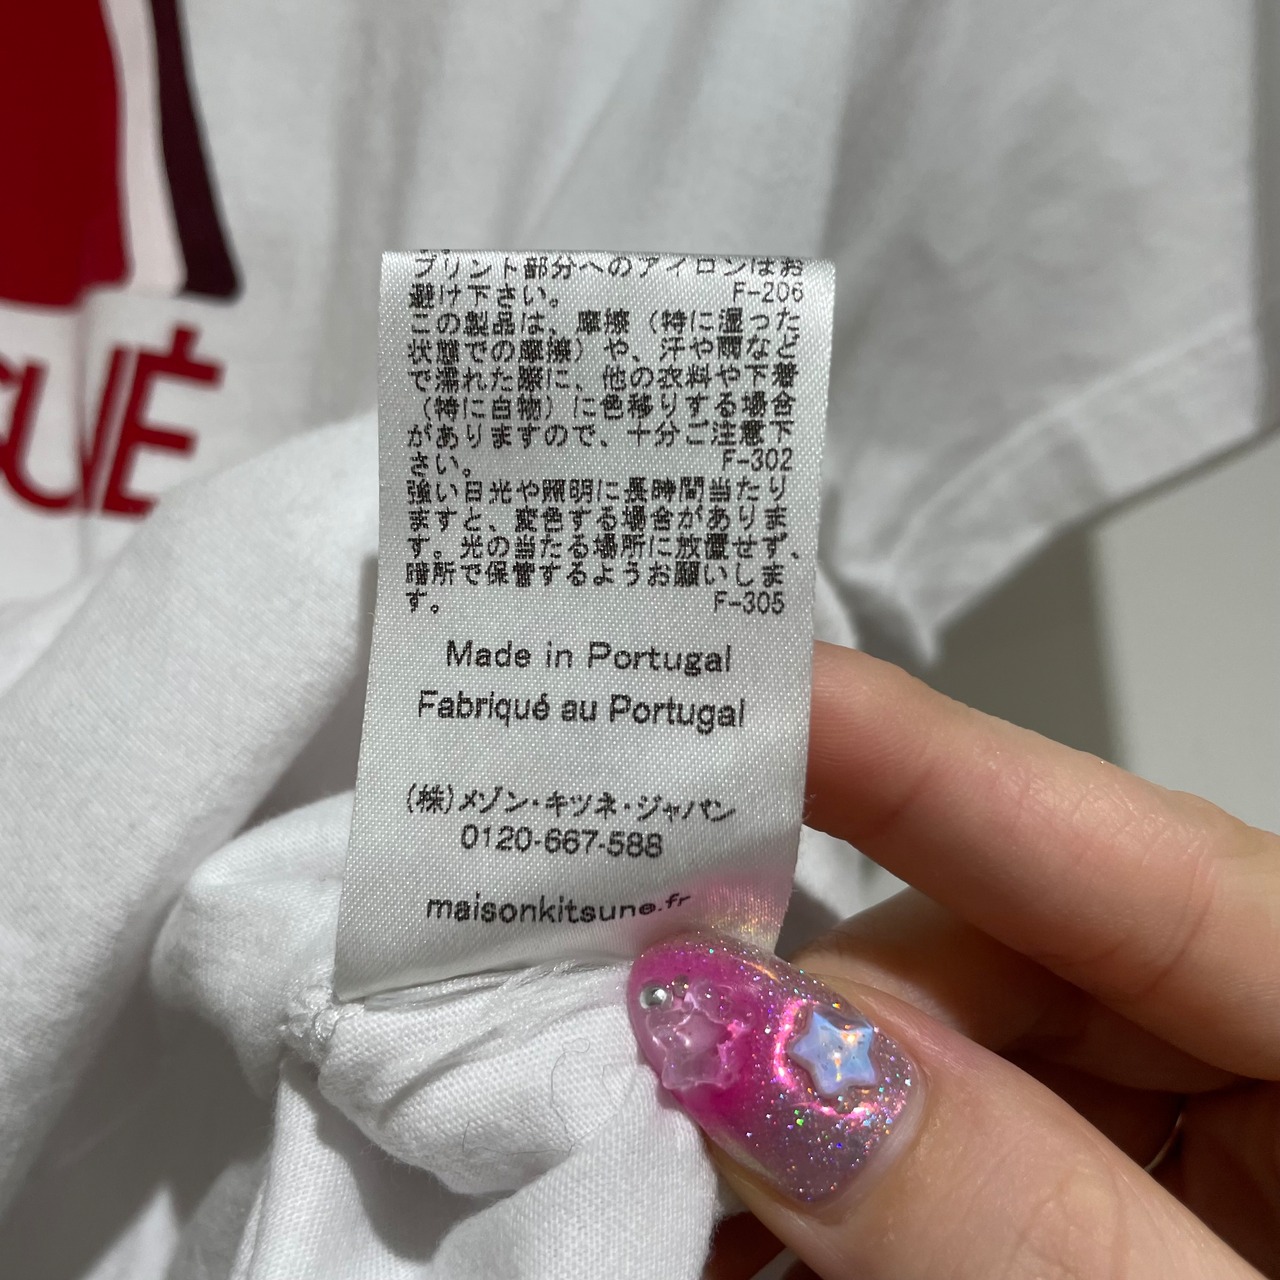 プリント部分へのアイロンはお
避け下さい。 F-206
この製品は、摩擦（特に湿った
状態での摩擦）や、汗や雨など
で濡れた際に、他の衣料や下着
（特に白物）に色移りする場合
がありますので、十分ご注意下
さい。 F-302
強い日光や照明に長時間当たり
ますと、変色する場合がありま
す。光の当たる場所に放置せず、
暗所で保管するようお願いしま
す。 F-305
Made in Portugal
Fabriqué au Portugal
(株)メゾン・キツネ・ジャパン
0120-667-588
maisonkitsune.fr